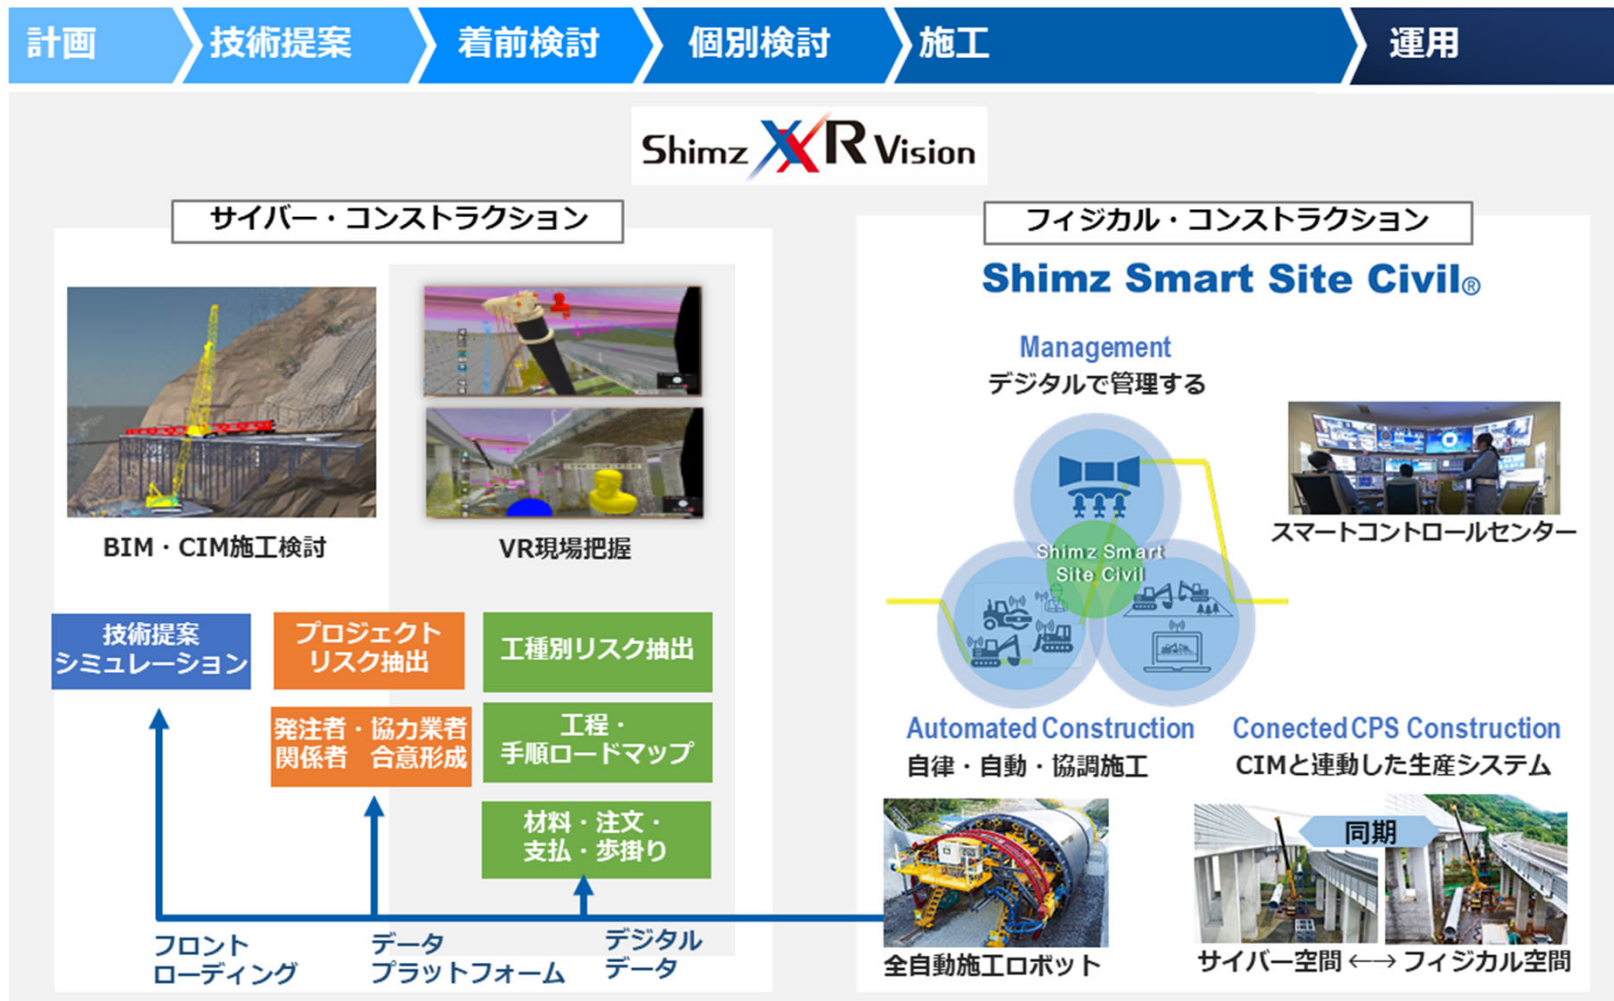 計画
技術提案
着前検討
個別検討
施工
運用
Shimz XR Vision
サイバー・コンストラクション
BIM・CIM施工検討
VR現場把握
技術提案
シミュレーション
プロジェクト
リスク抽出
発注者・協力業者
関係者 合意形成
工種別リスク抽出
工程・
手順ロードマップ
材料・注文・
支払・歩掛り
フロント
ローディング
データ
プラットフォーム
デジタル
データ
フィジカル・コンストラクション
Shimz Smart Site Civil®
Management
デジタルで管理する
スマートコントロールセンター
Shimz Smart
Site Civil
Automated Construction
自律・自動・協調施工
Conected CPS Construction
CIMと連動した生産システム
全自動施工ロボット
同期
サイバー空間 ←→ フィジカル空間